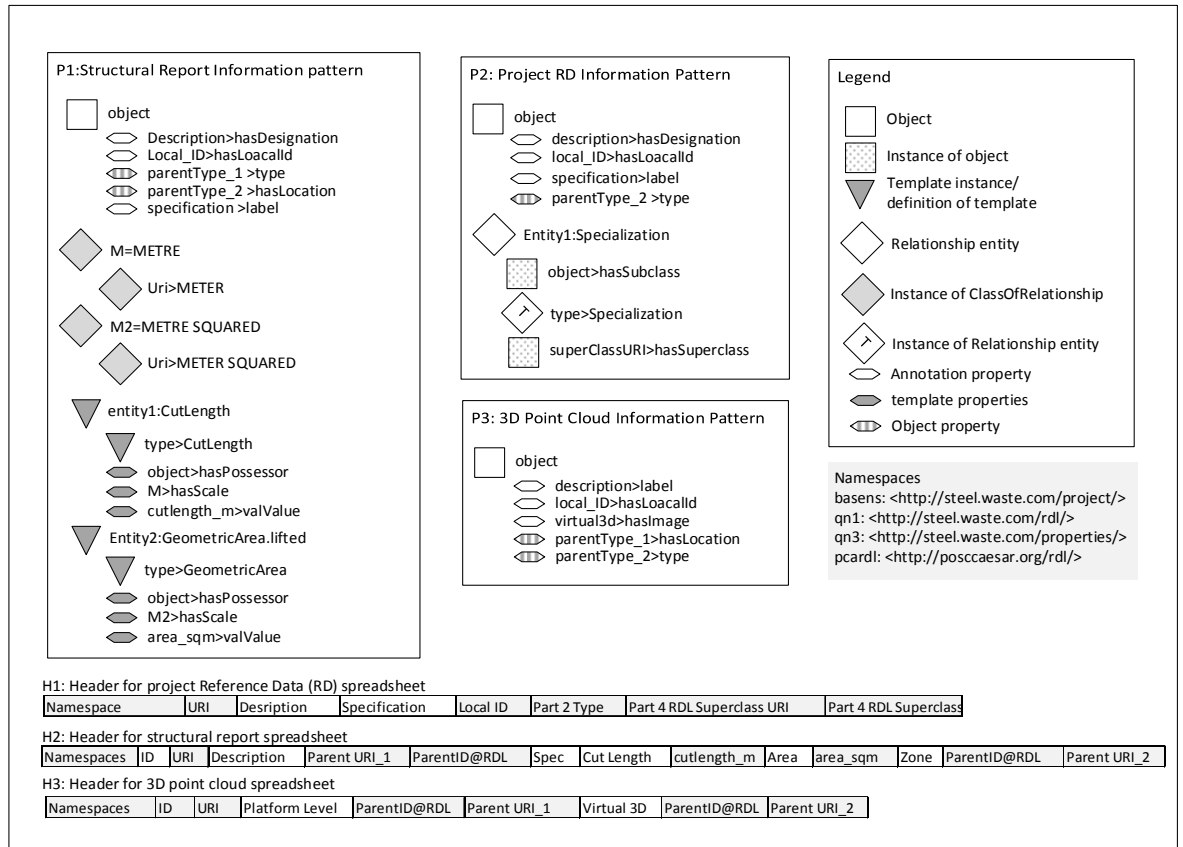 P1:Structural Report Information pattern
object
Description>hasDesignation
Local_ID>hasLoacalId
parentType_1 >type
parentType_2 >hasLocation
specification >label
M=METRE
Uri>METER
M2=METRE SQUARED
Uri>METER SQUARED
entity1:CutLength
type>CutLength
object>hasPossessor
M>hasScale
cutlength_m>valValue
Entity2:GeometricArea.lifted
type>GeometricArea
object>hasPossessor
M2>hasScale
area_sqm>valValue
P2: Project RD Information Pattern
object
description>hasDesignation
local_ID>hasLoacalId
specification>label
parentType_2 >type
Entity1:Specialization
object>hasSubclass
type>Specialization
superClassURI>hasSuperclass
P3: 3D Point Cloud Information Pattern
object
description>label
local_ID>hasLoacalId
virtual3d>hasImage
parentType_1>hasLocation
parentType_2>type
Legend
Object
Instance of object
Template instance/
definition of template
Relationship entity
Instance of ClassOfRelationship
Instance of Relationship entity
Annotation property
template properties
Object property
Namespaces
basens: <http://steel.waste.com/project/>
qn1: <http://steel.waste.com/rdl/>
qn3: <http://steel.waste.com/properties/>
pcardl: <http://posccaesar.org/rdl/>
H1: Header for project Reference Data (RD) spreadsheet
Namespace URI Desription Specification Local ID Part 2 Type Part 4 RDL Superclass URI Part 4 RDL Superclass
H2: Header for structural report spreadsheet
Namespaces ID URI Description Parent URI_1 ParentID@RDL Spec Cut Length cutlength_m Area area_sqm Zone ParentID@RDL Parent URI_2
H3: Header for 3D point cloud spreadsheet
Namespaces ID URI Platform Level ParentID@RDL Parent URI_1 Virtual 3D ParentID@RDL Parent URI_2